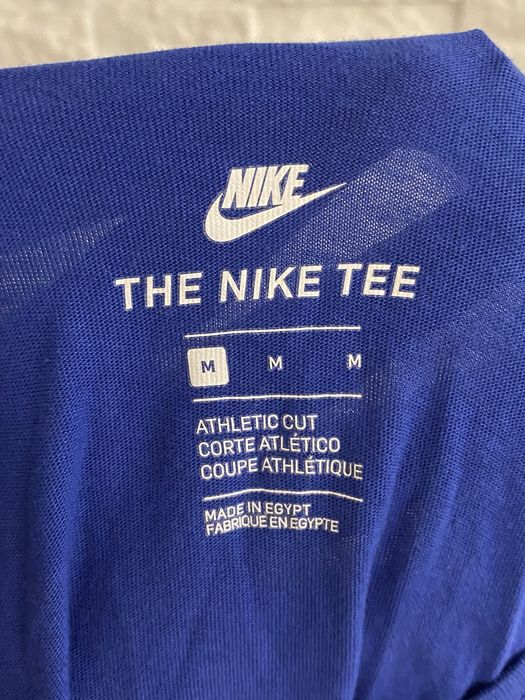 NIKE
THE NIKE TEE
M M M
ATHLETIC CUT
CORTE ATLÉTICO
COUPE ATHLÉTIQUE
MADE IN EGYPT
FABRIQUE EN EGYPTE